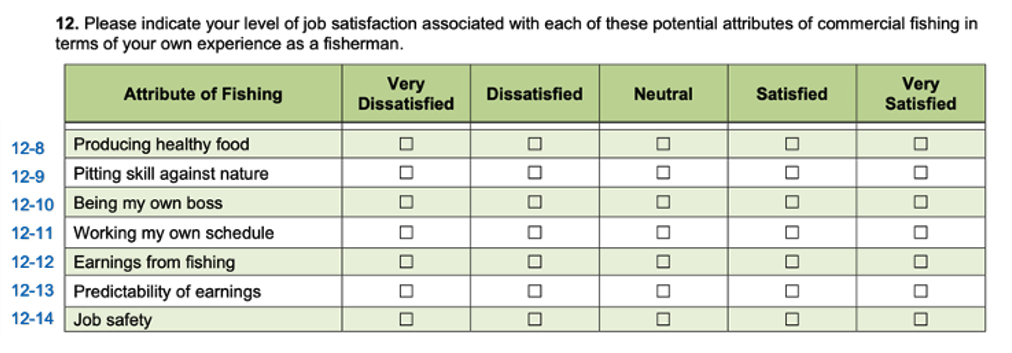 12. Please indicate your level of job satisfaction associated with each of these potential attributes of commercial fishing in
terms of your own experience as a fisherman.
Attribute of Fishing Very Dissatisfied Dissatisfied Neutral Satisfied Very Satisfied
12-8 Producing healthy food ☐ ☐ ☐ ☐ ☐
12-9 Pitting skill against nature ☐ ☐ ☐ ☐ ☐
12-10 Being my own boss ☐ ☐ ☐ ☐ ☐
12-11 Working my own schedule ☐ ☐ ☐ ☐ ☐
12-12 Earnings from fishing ☐ ☐ ☐ ☐ ☐
12-13 Predictability of earnings ☐ ☐ ☐ ☐ ☐
12-14 Job safety ☐ ☐ ☐ ☐ ☐